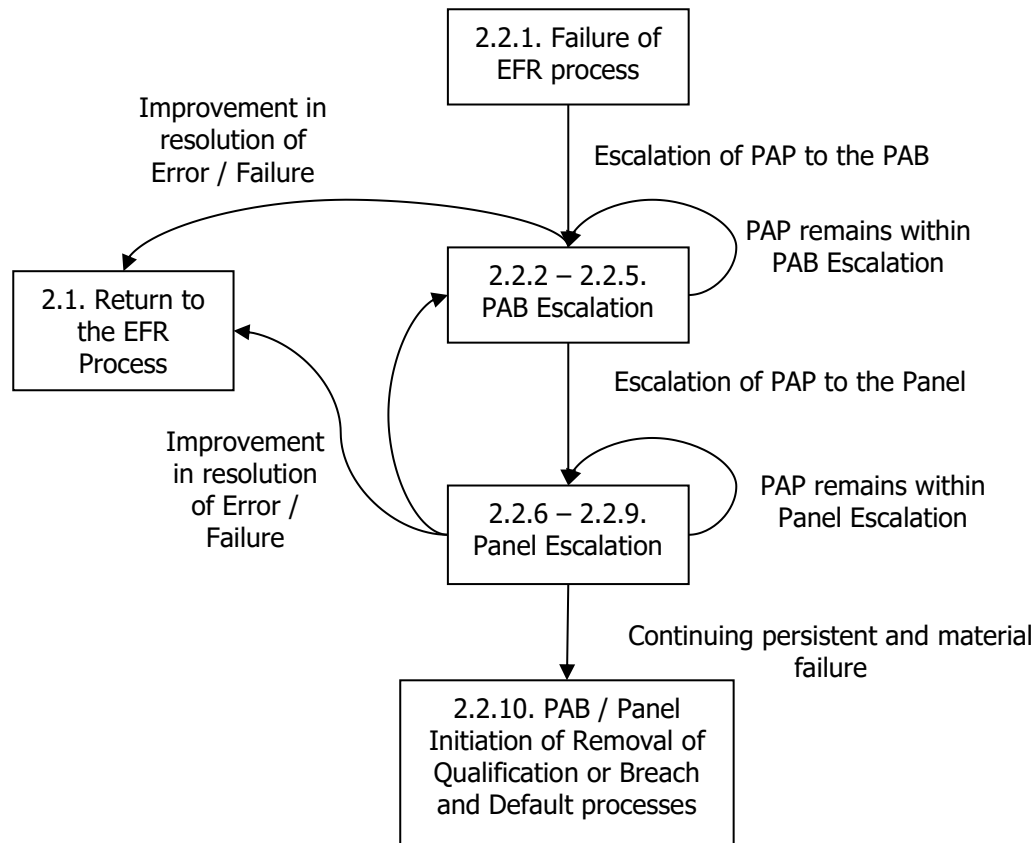 2.2.1. Failure of
EFR process
Improvement in
resolution of
Error / Failure
Escalation of PAP to the PAB
PAP remains within
PAB Escalation
2.2.2 – 2.2.5.
PAB Escalation
2.1. Return to
the EFR
Process
Escalation of PAP to the Panel
Improvement
in resolution
of Error /
Failure
PAP remains within
Panel Escalation
2.2.6 – 2.2.9.
Panel Escalation
Continuing persistent and material
failure
2.2.10. PAB / Panel
Initiation of Removal of
Qualification or Breach
and Default processes